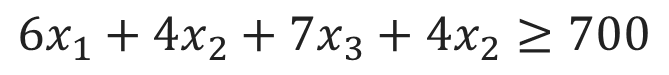 6x₁ + 4x₂ + 7x₃ + 4x₂ ≥ 700